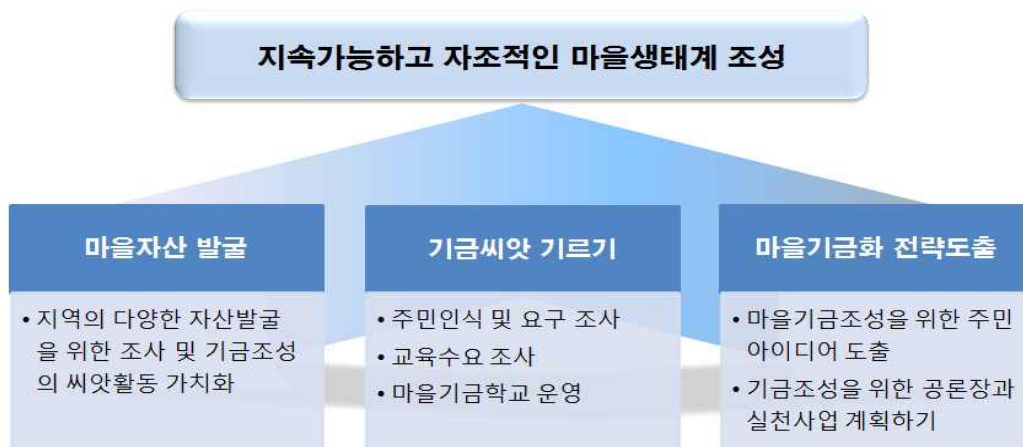 지속가능하고 자조적인 마을생태계 조성
마을자산 발굴
• 지역의 다양한 자산발굴
을 위한 조사 및 기금조성
의 씨앗활동 가치화
기금씨앗 기르기
• 주민인식 및 요구 조사
• 교육수요 조사
• 마을기금학교 운영
마을기금화 전략도출
• 마을기금조성을 위한 주민
아이디어 도출
• 기금조성을 위한 공론장과
실천사업 계획하기